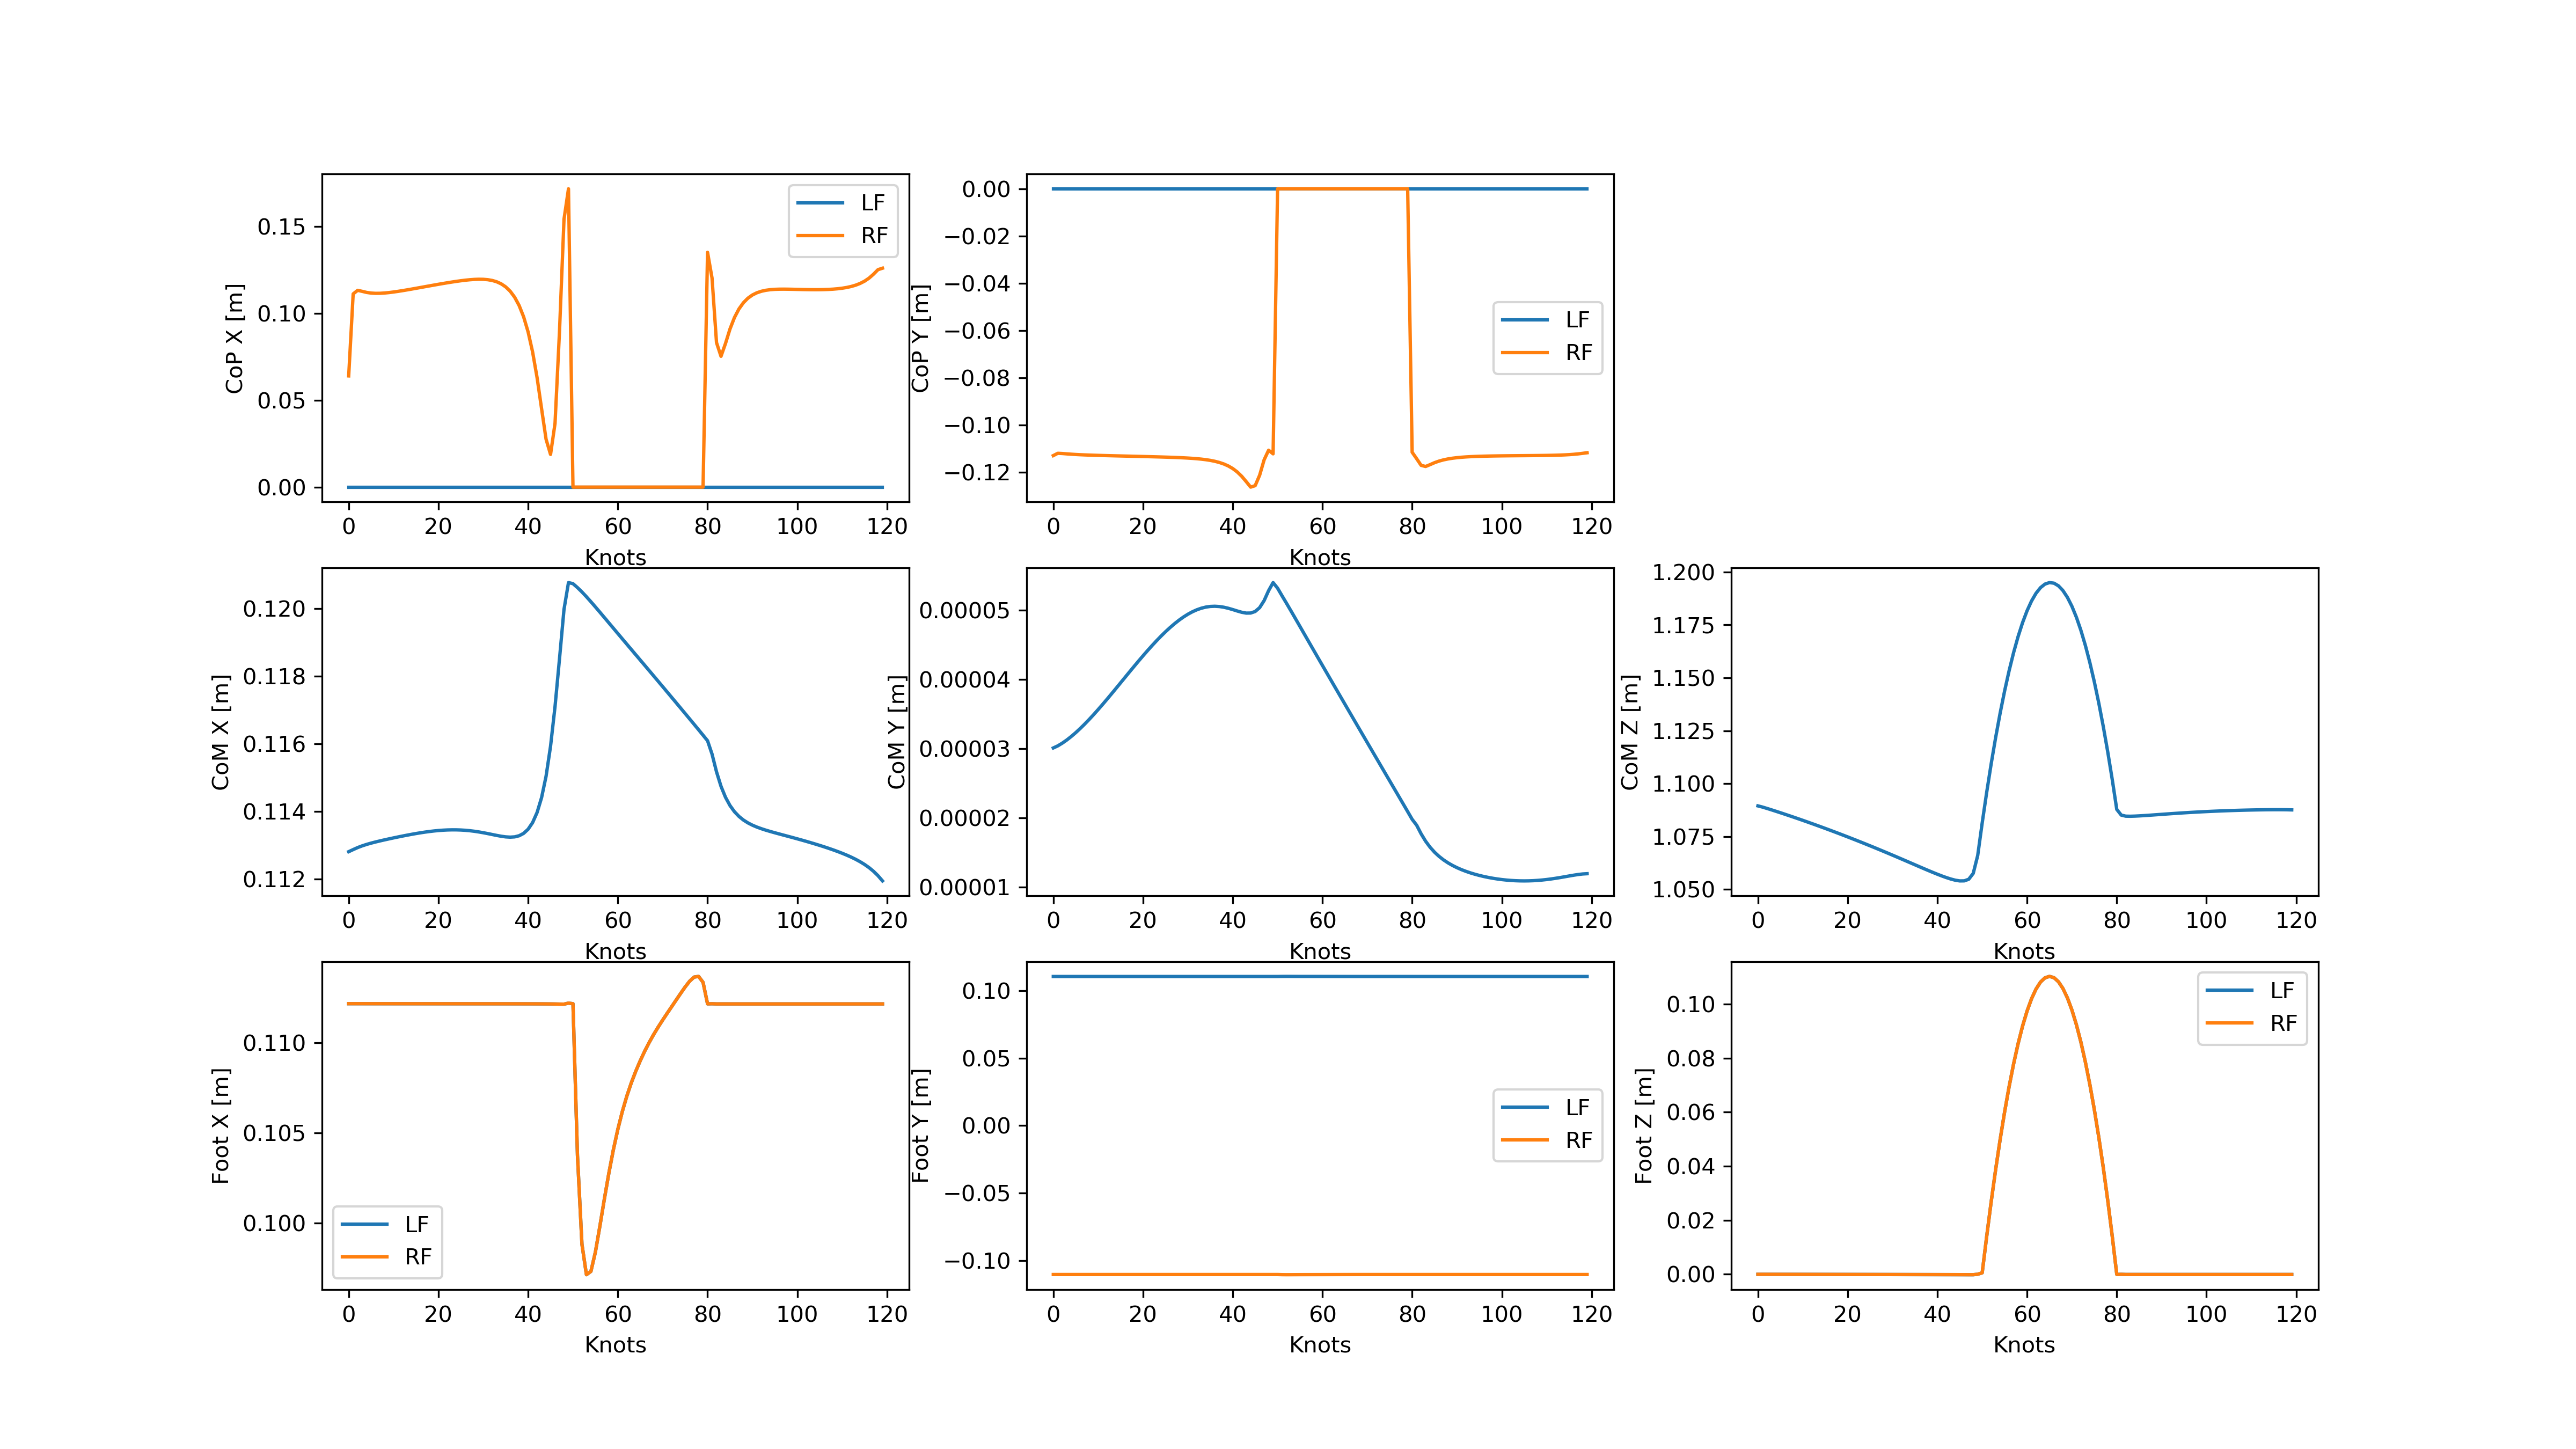 CoP X [m]
0.15
0.10
0.05
0.00
LF
RF
0 20 40 60 80 100 120
Knots
CoP Y [m]
0.00
−0.02
−0.04
−0.06
−0.08
−0.10
−0.12
LF
RF
0 20 40 60 80 100 120
Knots
CoM X [m]
0.120
0.118
0.116
0.114
0.112
0 20 40 60 80 100 120
Knots
CoM Y [m]
0.00005
0.00004
0.00003
0.00002
0.00001
0 20 40 60 80 100 120
Knots
CoM Z [m]
1.200
1.175
1.150
1.125
1.100
1.075
1.050
0 20 40 60 80 100 120
Knots
Foot X [m]
0.110
0.105
0.100
LF
RF
0 20 40 60 80 100 120
Knots
Foot Y [m]
0.10
0.05
0.00
−0.05
−0.10
LF
RF
0 20 40 60 80 100 120
Knots
Foot Z [m]
0.10
0.08
0.06
0.04
0.02
0.00
LF
RF
0 20 40 60 80 100 120
Knots